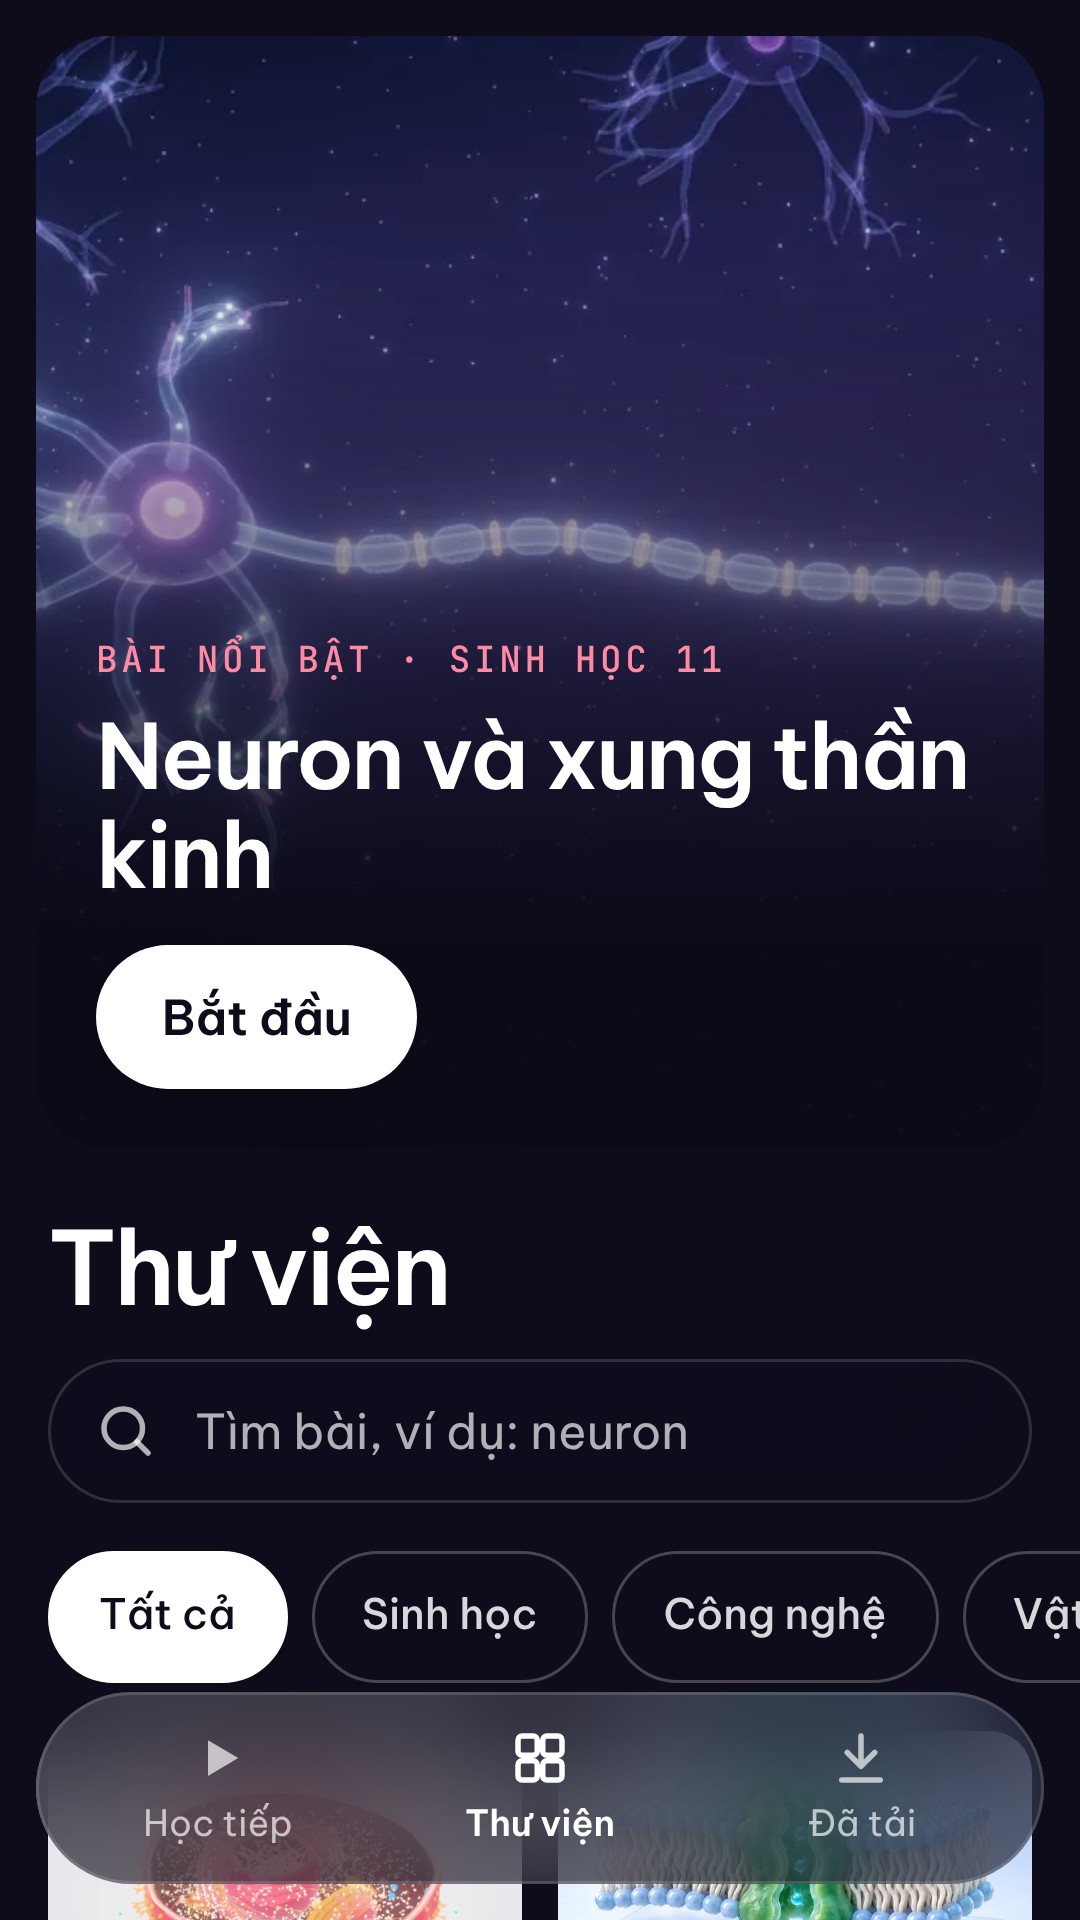 BÀI NỔI BẬT · SINH HỌC 11
Neuron và xung thần
kinh
Bắt đầu
Thư viện
Tìm bài, ví dụ: neuron
Tất cả
Sinh học
Công nghệ
Vật
Học tiếp
Thư viện
Đã tải